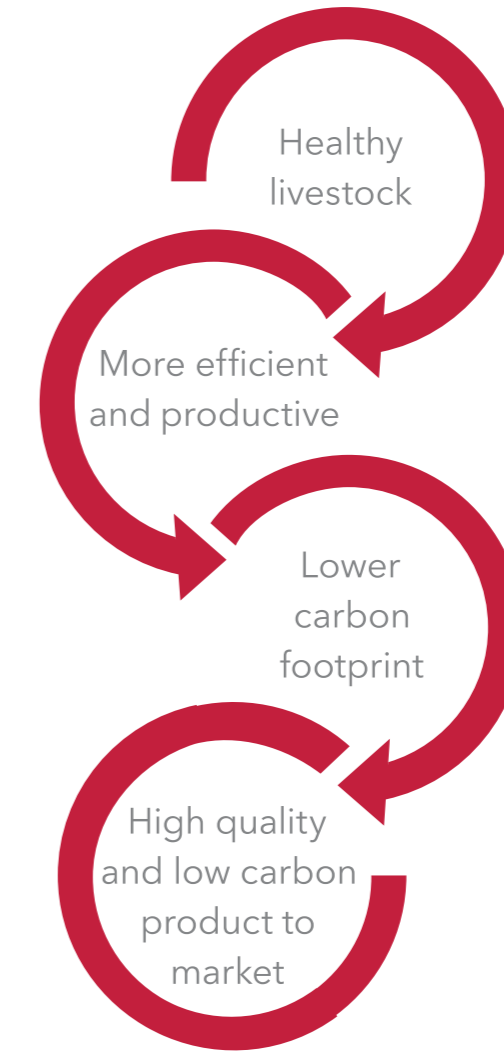 Healthy
livestock
More efficient
and productive
Lower
carbon
footprint
High quality
and low carbon
product to
market